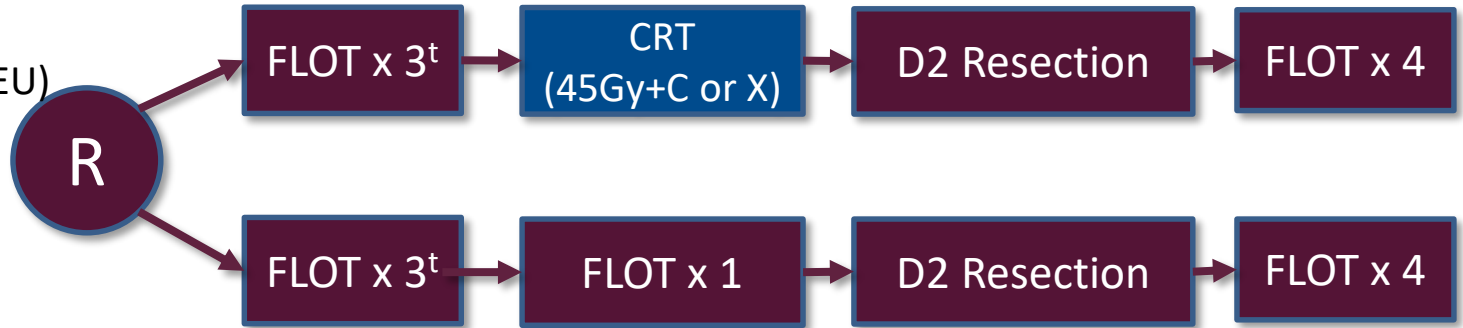 EU)
R
FLOT x 3ᵗ
CRT
(45Gy+C or X)
D2 Resection
FLOT x 4
FLOT x 3ᵗ
FLOT x 1
D2 Resection
FLOT x 4